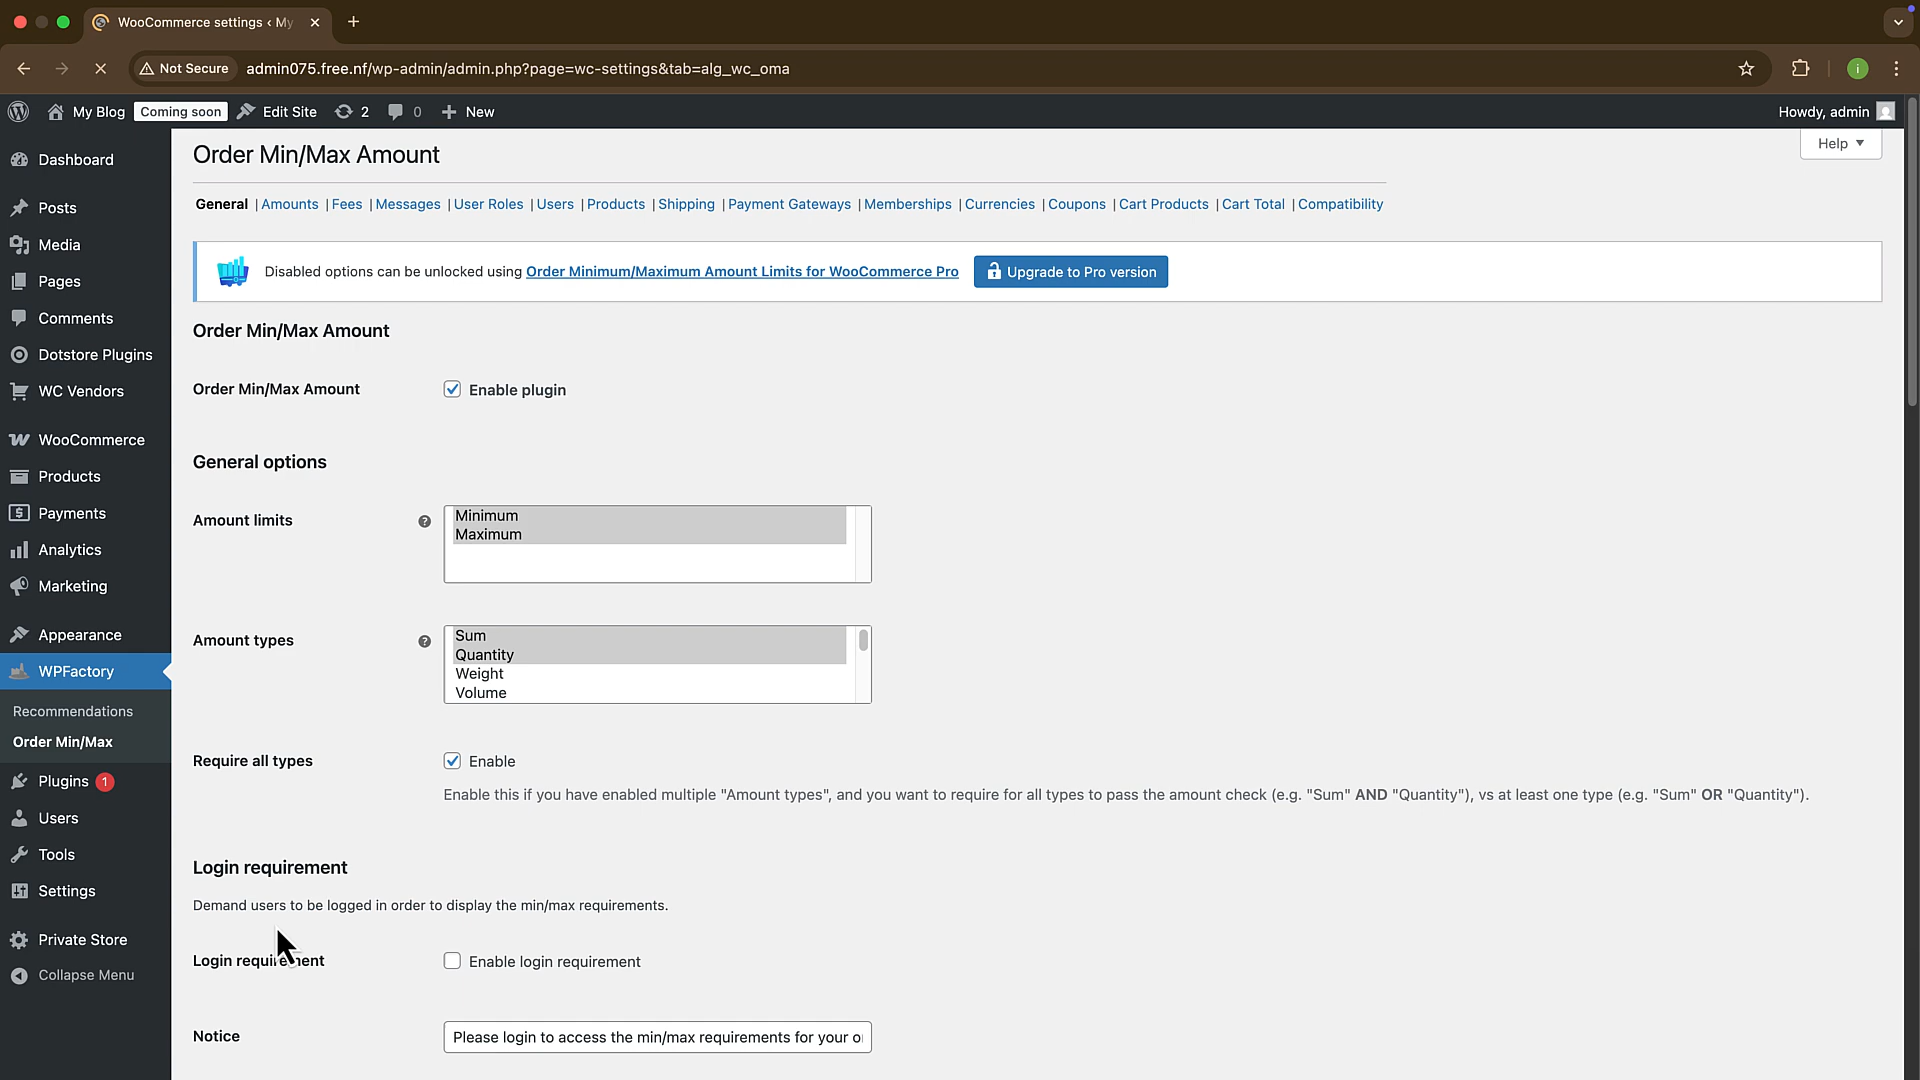 WooCommerce settings ‹ My
Not Secure
admin075.free.nf/wp-admin/admin.php?page=wc-settings&tab=alg_wc_oma
i
My Blog
Coming soon
Edit Site
2
0
New
Howdy, admin
Dashboard
Posts
Media
Pages
Comments
Dotstore Plugins
WC Vendors
WooCommerce
Products
Payments
Analytics
Marketing
Appearance
WPFactory
Recommendations
Order Min/Max
Plugins 1
Users
Tools
Settings
Private Store
Collapse Menu
Help ▼
Order Min/Max Amount
General | Amounts | Fees | Messages | User Roles | Users | Products | Shipping | Payment Gateways | Memberships | Currencies | Coupons | Cart Products | Cart Total | Compatibility
Disabled options can be unlocked using Order Minimum/Maximum Amount Limits for WooCommerce Pro
Upgrade to Pro version
Order Min/Max Amount
Order Min/Max Amount
Enable plugin
General options
Amount limits
?
Minimum
Maximum
Amount types
?
Sum
Quantity
Weight
Volume
Require all types
Enable
Enable this if you have enabled multiple "Amount types", and you want to require for all types to pass the amount check (e.g. "Sum" AND "Quantity"), vs at least one type (e.g. "Sum" OR "Quantity").
Login requirement
Demand users to be logged in order to display the min/max requirements.
Login requirement
Enable login requirement
Notice
Please login to access the min/max requirements for your o